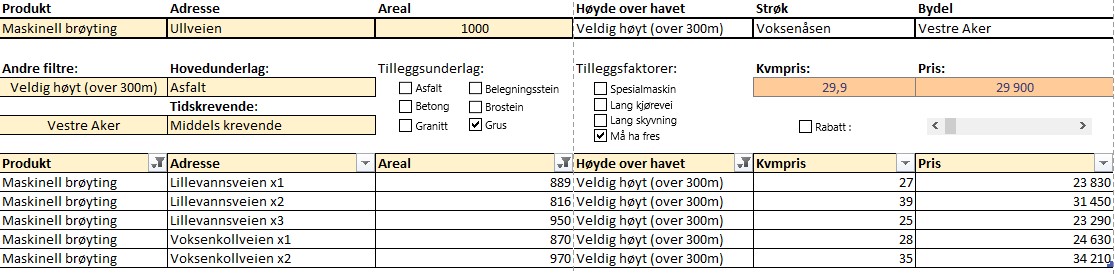 Produkt Adresse Areal Høyde over havet Strøk Bydel
Maskinell brøyting Ullveien 1000 Veldig høyt (over 300m) Voksenåsen Vestre Aker
Andre filtre: Hovedunderlag: Tilleggsunderlag: Tilleggsfaktorer: Kvmpris: Pris:
Veldig høyt (over 300m) Asfalt Asfalt Belegningsstein Spesialmaskin 29,9 29 900
Tidskrevende: Betong Brostein Lang kjørevei
Vestre Aker Middels krevende Granitt Grus Lang skyvning Rabatt :
Må ha fres
Produkt Adresse Areal Høyde over havet Kvmpris Pris
Maskinell brøyting Lillevannsveien x1 889 Veldig høyt (over 300m) 27 23 830
Maskinell brøyting Lillevannsveien x2 816 Veldig høyt (over 300m) 39 31 450
Maskinell brøyting Lillevannsveien x3 950 Veldig høyt (over 300m) 25 23 290
Maskinell brøyting Voksenkollveien x1 870 Veldig høyt (over 300m) 28 24 630
Maskinell brøyting Voksenkollveien x2 970 Veldig høyt (over 300m) 35 34 210